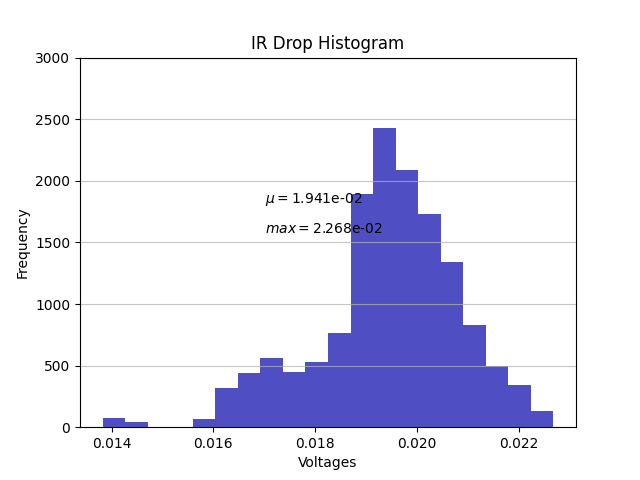 IR Drop Histogram
3000
2500
2000
1500
1000
500
0
Frequency
μ = 1.941e-02
max = 2.268e-02
0.014 0.016 0.018 0.020 0.022
Voltages